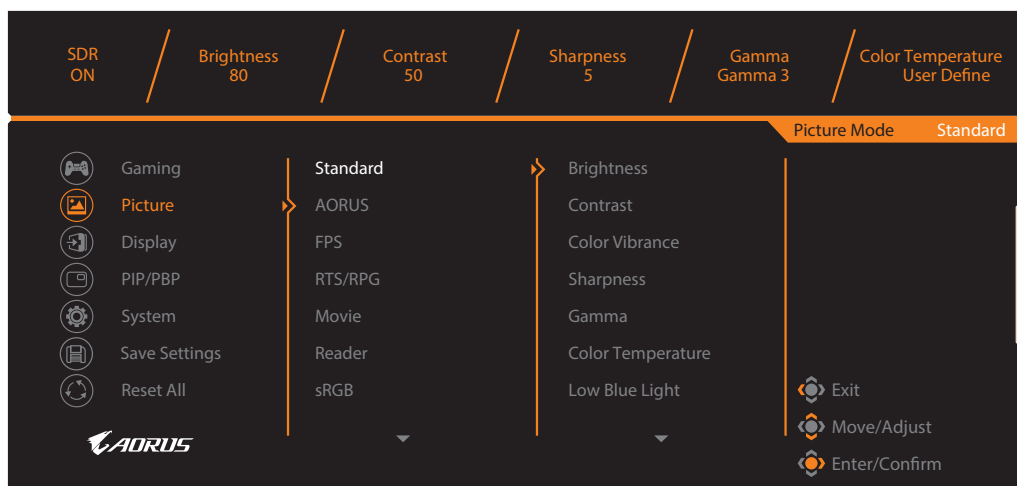 SDR
ON
Brightness
80
Contrast
50
Sharpness
5
Gamma
Gamma 3
Color Temperature
User Define
Picture Mode Standard
Gaming Standard Brightness
Picture AORUS Contrast
Display FPS Color Vibrance
PIP/PBP RTS/RPG Sharpness
System Movie Gamma
Save Settings Reader Color Temperature
Reset All sRGB Low Blue Light
Exit
AORUS
Move/Adjust
Enter/Confirm